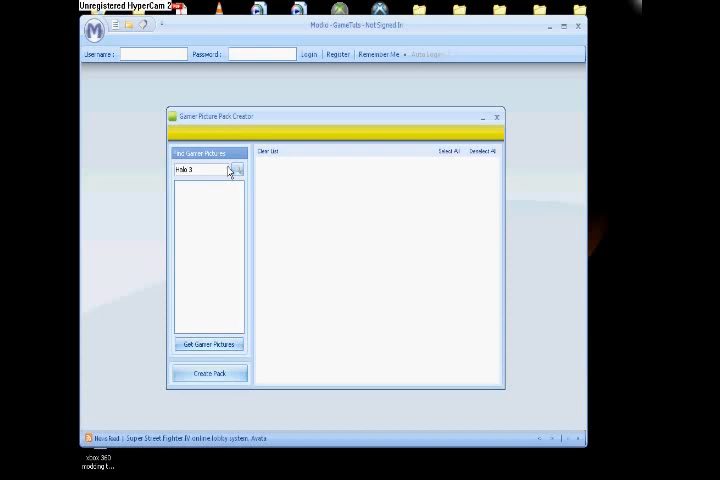 Unregistered HyperCam 2
Modio - GameTuts - Not Signed In
Username :
Password :
Login
Register
Remember Me
Auto Login
Gamer Picture Pack Creator
Find Gamer Pictures
Clear List
Select All
Deselect All
Halo 3
Get Gamer Pictures
Create Pack
News Feed
Super Street Fighter IV online lobby system, Avata
xbox 360
modding t...